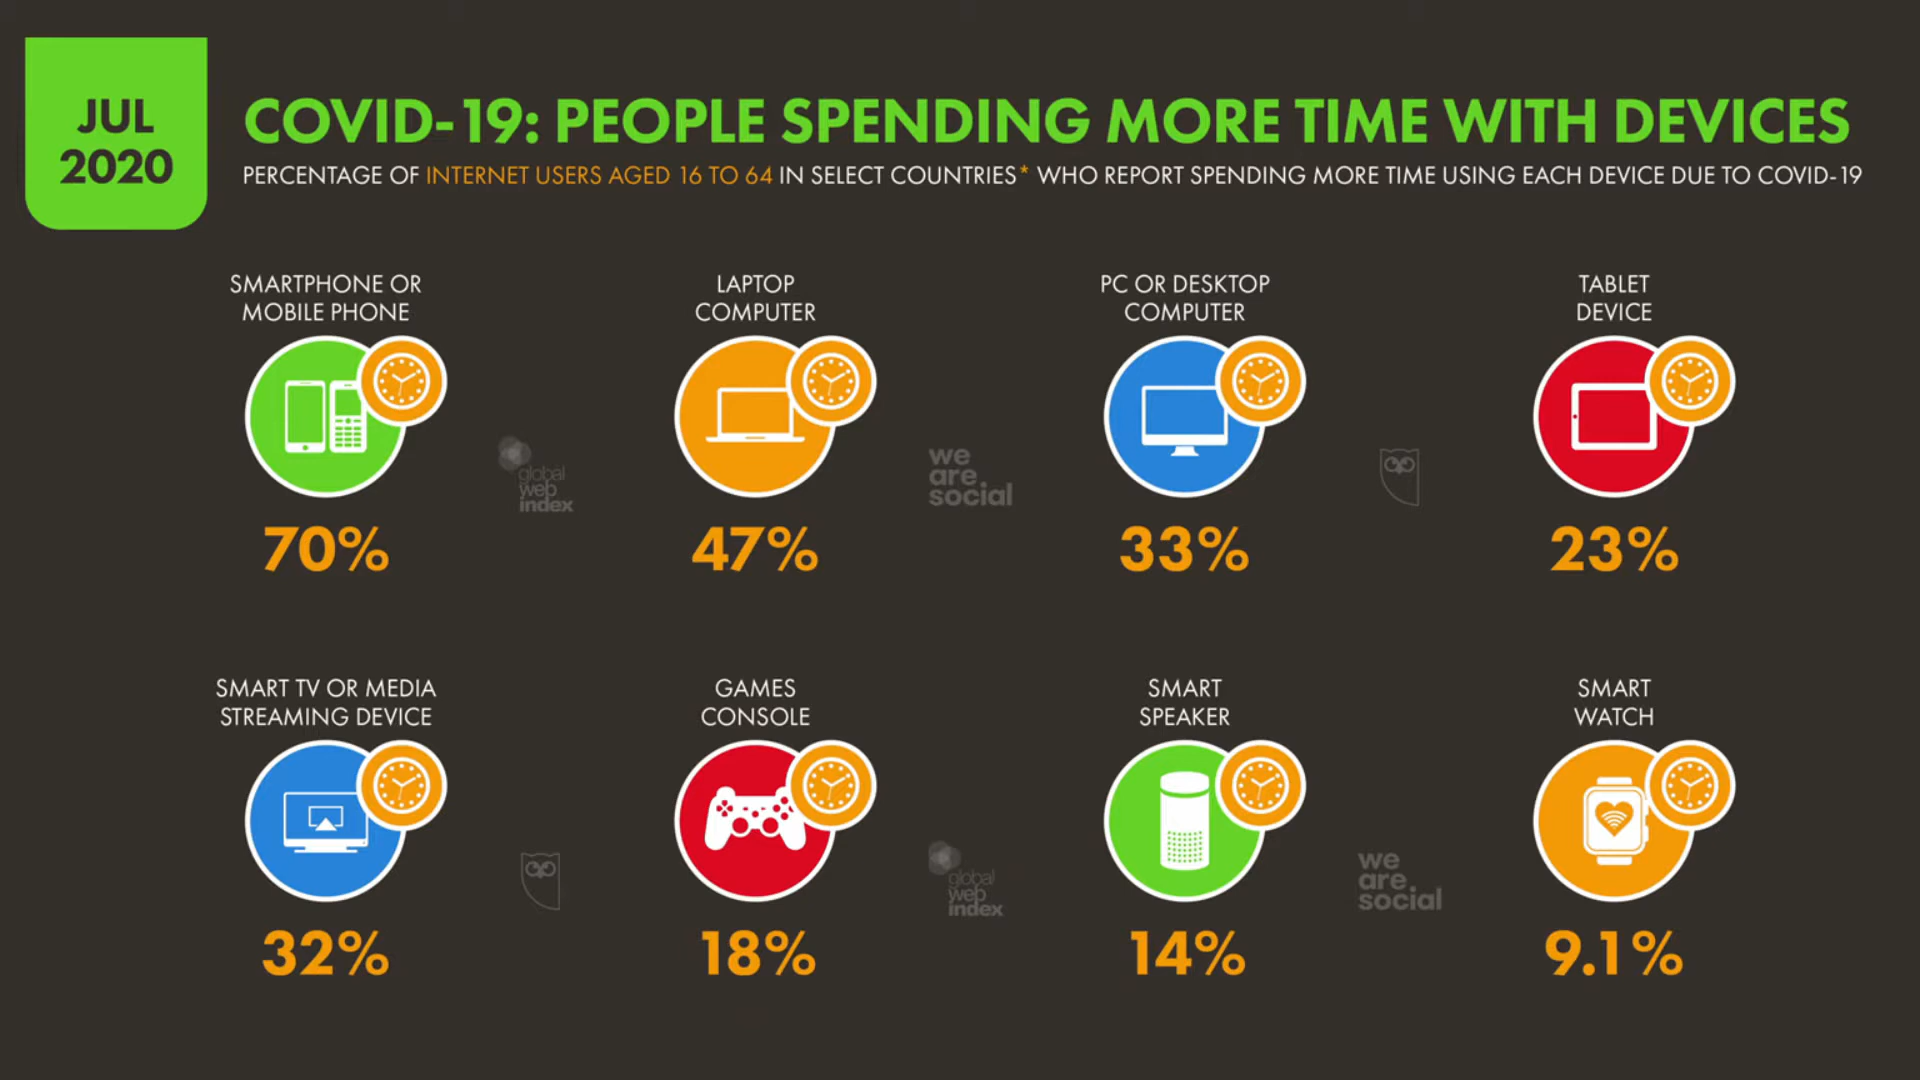 JUL
2020
COVID-19: PEOPLE SPENDING MORE TIME WITH DEVICES
PERCENTAGE OF INTERNET USERS AGED 16 TO 64 IN SELECT COUNTRIES* WHO REPORT SPENDING MORE TIME USING EACH DEVICE DUE TO COVID-19
SMARTPHONE OR
MOBILE PHONE
70%
LAPTOP
COMPUTER
47%
PC OR DESKTOP
COMPUTER
33%
TABLET
DEVICE
23%
global
web
index
we
are
social
SMART TV OR MEDIA
STREAMING DEVICE
32%
GAMES
CONSOLE
18%
SMART
SPEAKER
14%
SMART
WATCH
9.1%
global
web
index
we
are
social